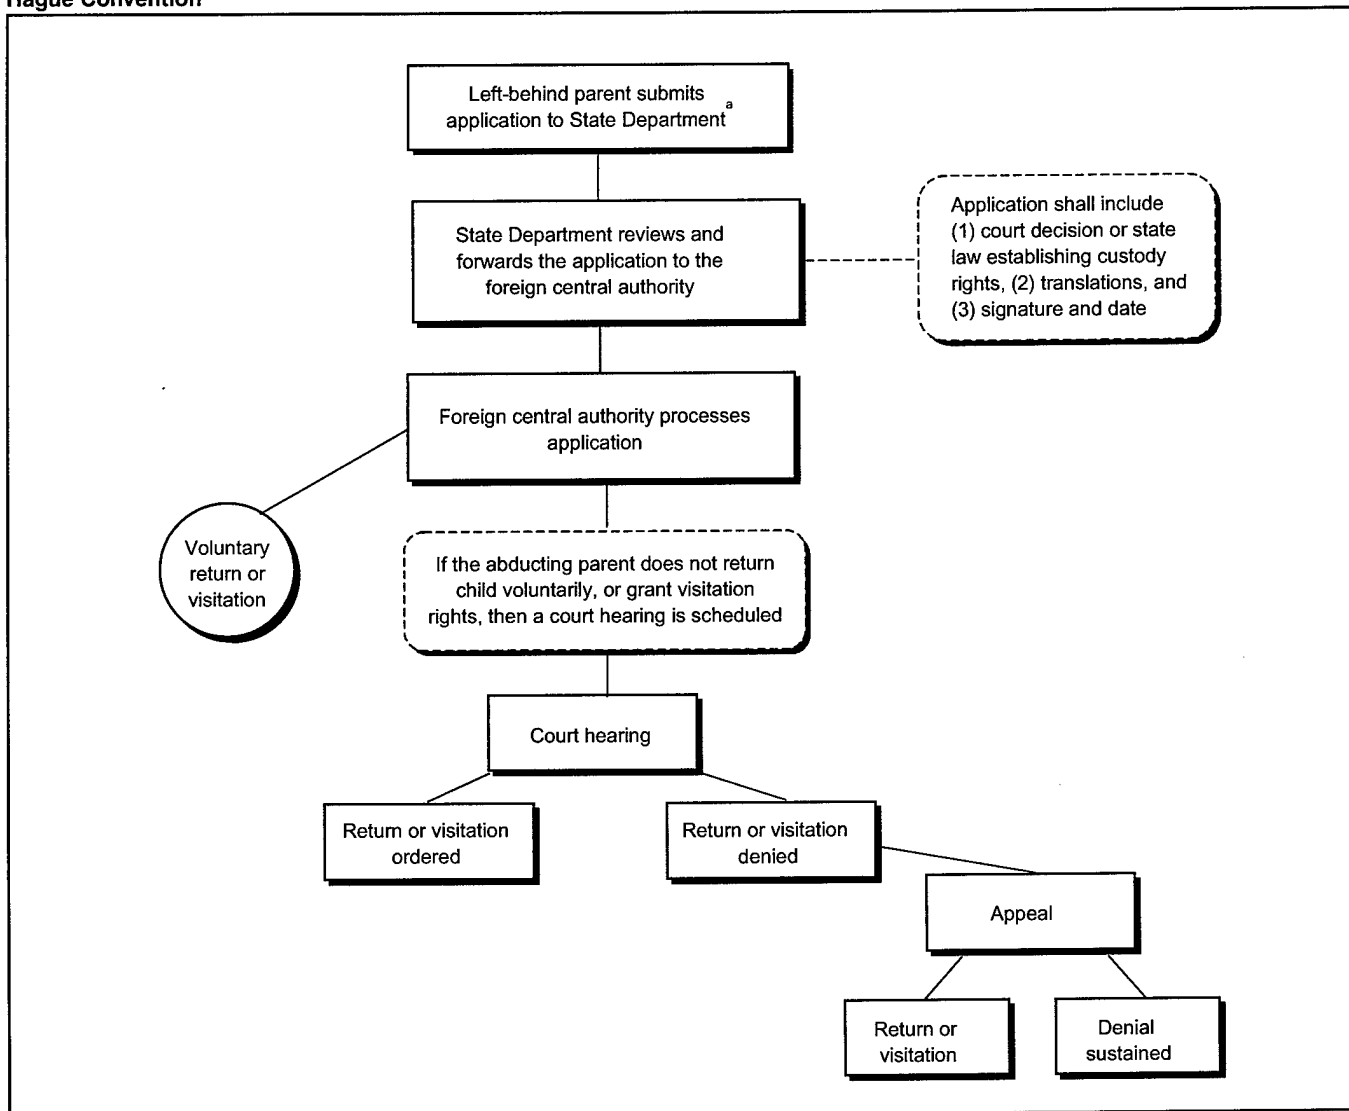 Hague Convention
Left-behind parent submits
application to State Department a
State Department reviews and
forwards the application to the
foreign central authority
Application shall include
(1) court decision or state
law establishing custody
rights, (2) translations, and
(3) signature and date
Foreign central authority processes
application
Voluntary
return or
visitation
If the abducting parent does not return
child voluntarily, or grant visitation
rights, then a court hearing is scheduled
Court hearing
Return or visitation
ordered
Return or visitation
denied
Appeal
Return or
visitation
Denial
sustained